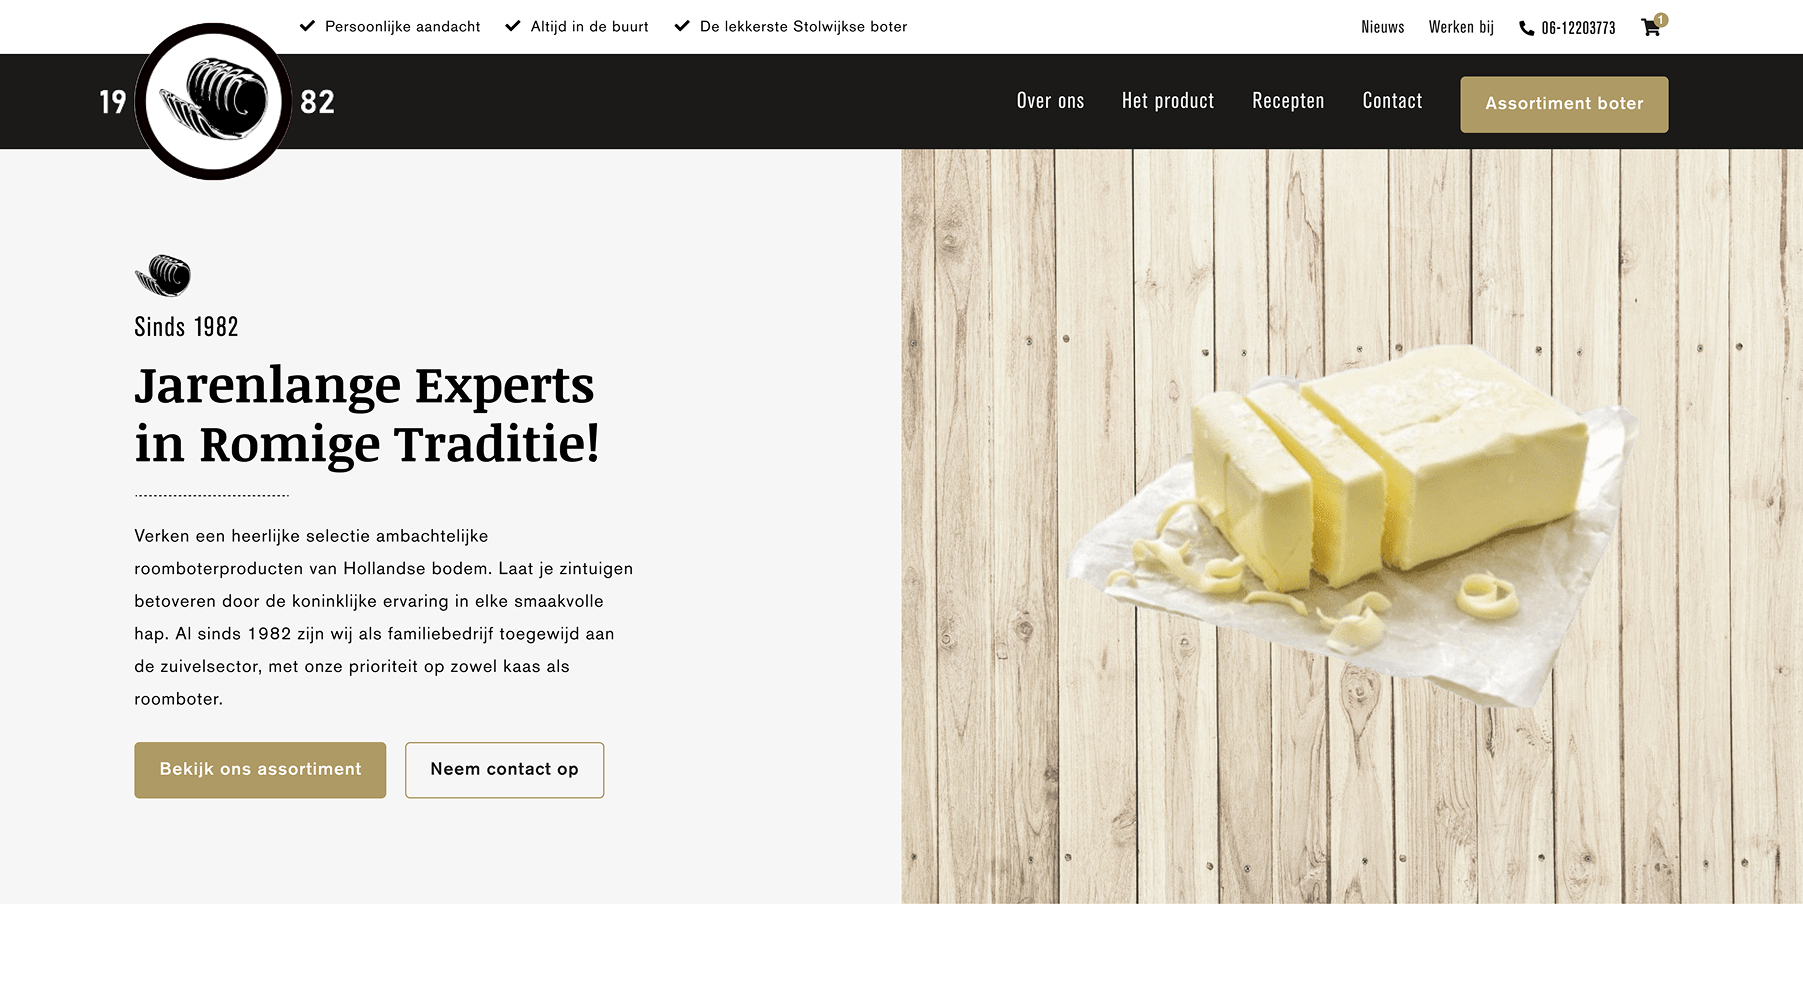 Persoonlijke aandacht
Altijd in de buurt
De lekkerste Stolwijkse boter
Nieuws
Werken bij
06-12203773
1
19 82
Over ons
Het product
Recepten
Contact
Assortiment boter
Sinds 1982
Jarenlange Experts
in Romige Traditie!
Verken een heerlijke selectie ambachtelijke
roomboterproducten van Hollandse bodem. Laat je zintuigen
betoveren door de koninklijke ervaring in elke smaakvolle
hap. Al sinds 1982 zijn wij als familiebedrijf toegewijd aan
de zuivelsector, met onze prioriteit op zowel kaas als
roomboter.
Bekijk ons assortiment
Neem contact op